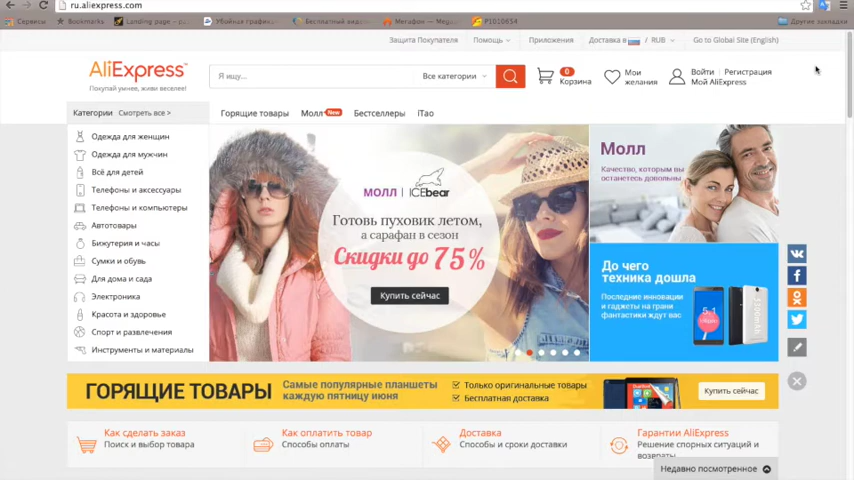 ru.aliexpress.com
Сервисы
Bookmarks
Landing page –
Убойная график
Бесплатный видеи
Мегафон — Мец
P1010654
Другие закладки
Защита Покупателя
Помощь
Приложения
Доставка в / RUB
Go to Global Site (English)
AliExpress™
Покупай умнее, живи веселее!
Я ищу...
Все категории
0
Корзина
Мои
желания
Войти | Регистрация
Мой AliExpress
Категории Смотреть все >
Горящие товары
Молл New
Бестселлеры
iTao
Одежда для женщин
Одежда для мужчин
Всё для детей
Телефоны и аксессуары
Телефоны и компьютеры
Автотовары
Бижутерия и часы
Сумки и обувь
Для дома и сада
Электроника
Красота и здоровье
Спорт и развлечения
Инструменты и материалы
МОЛЛ | ICEbear
Готовь пуховик летом,
а сарафан в сезон
Скидки до 75%
Купить сейчас
Молл
Качество, которым вы
останетесь довольны
До чего
техника дошла
Последние инновации
и гаджеты на грани
фантастики ждут вас
ГОРЯЩИЕ ТОВАРЫ
Самые популярные планшеты
каждую пятницу июня
Только оригинальные товары
Бесплатная доставка
Купить сейчас
Как сделать заказ
Поиск и выбор товара
Как оплатить товар
Способы оплаты
Доставка
Способы и сроки доставки
Гарантии AliExpress
Решение спорных ситуаций и
возвраты
Недавно посмотренное